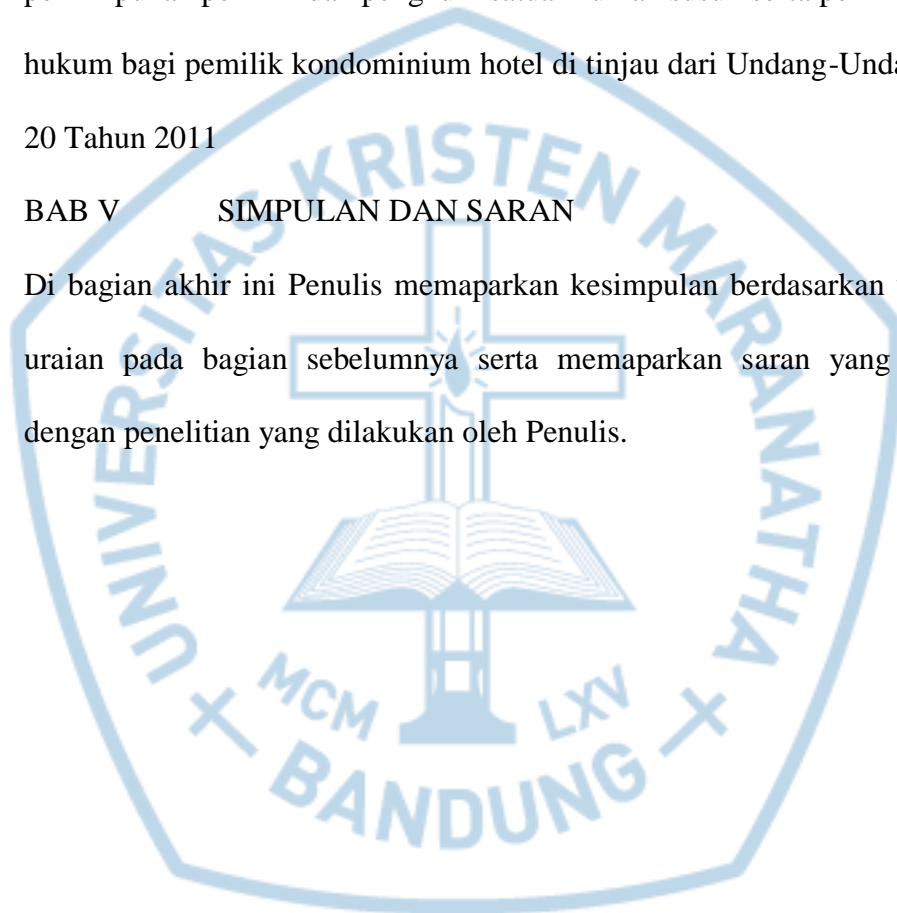 hukum bagi pemilik kondominium hotel di tinjau dari
20 Tahun 2011
BAB V SIMPULAN DAN SARAN
Di bagian akhir ini Penulis memaparkan kesimpulan berdasarkan
uraian pada bagian sebelumnya serta memaparkan saran yang
dengan penelitian yang dilakukan oleh Penulis.
UNIVERSITAS KRISTEN MARANATHA
MCM LXV
BANDUNG